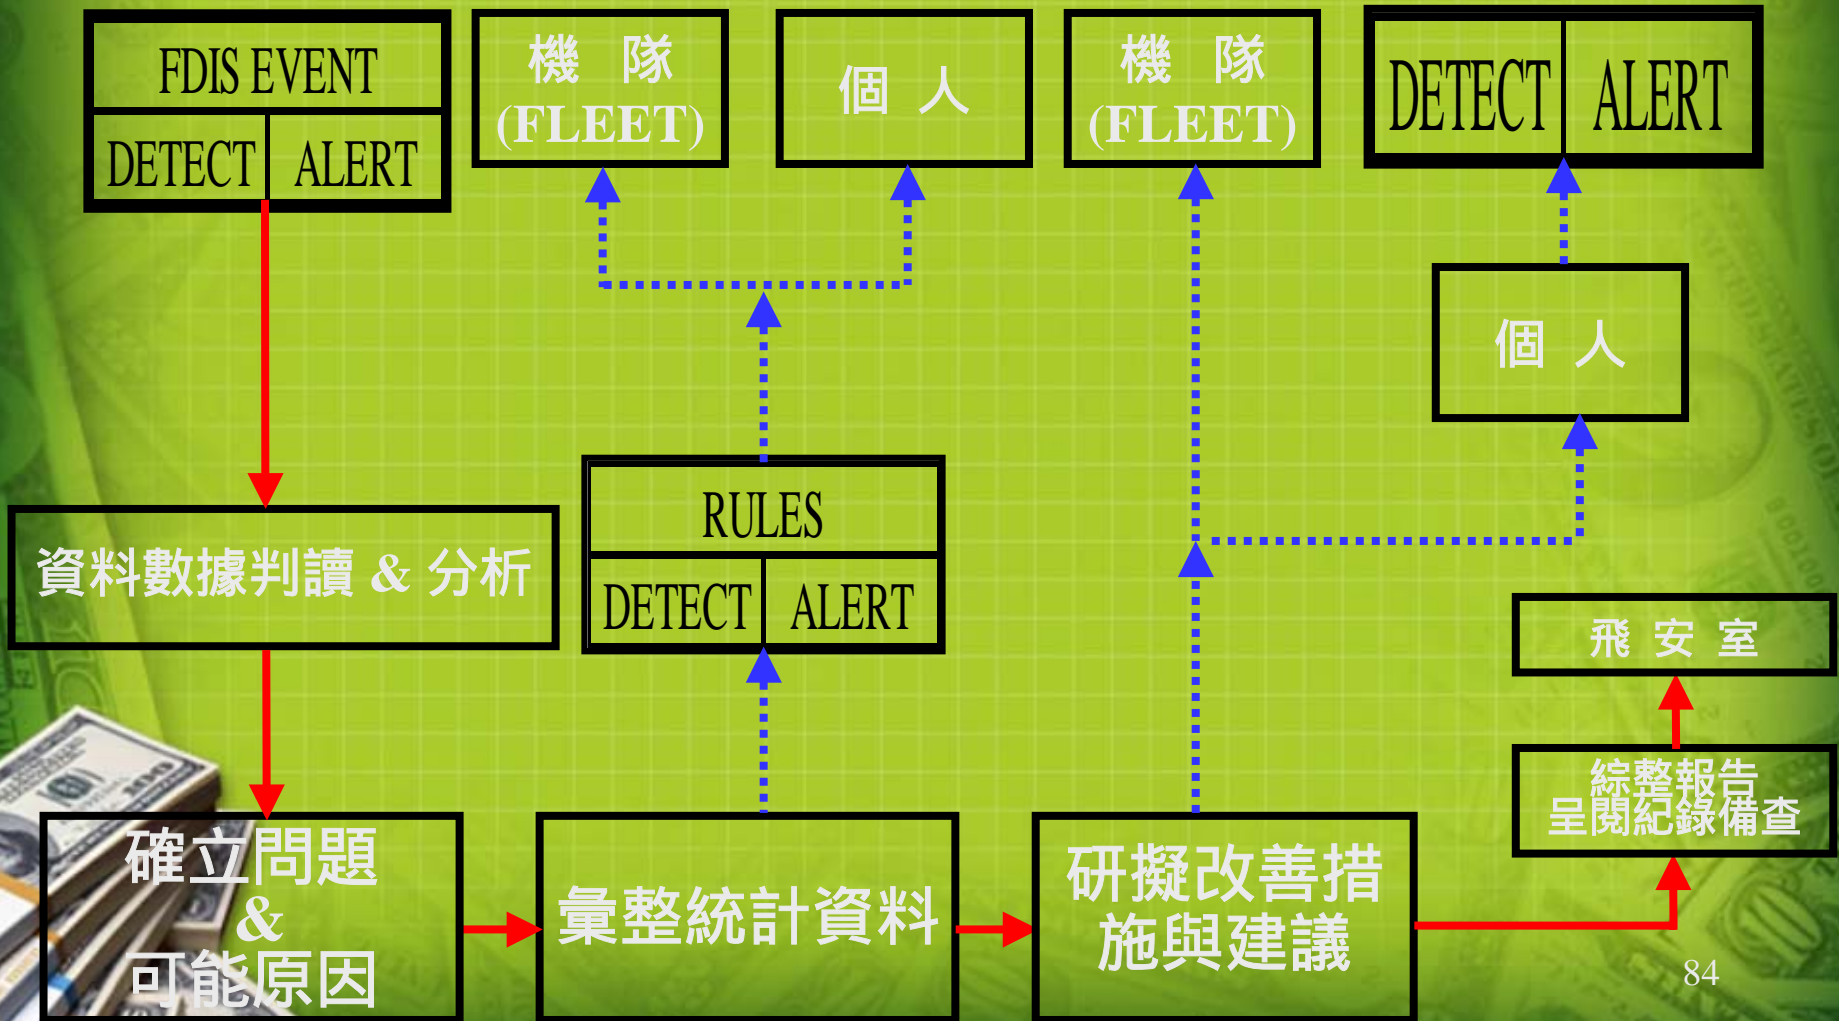 FDIS EVENT
DETECT ALERT
機 隊
(FLEET)
個 人
機 隊
(FLEET)
DETECT ALERT
個 人
RULES
DETECT ALERT
資料數據判讀 & 分析
飛 安 室
綜整報告
呈閱紀錄備查
確立問題
&
可能原因
彙整統計資料
研擬改善措
施與建議
84